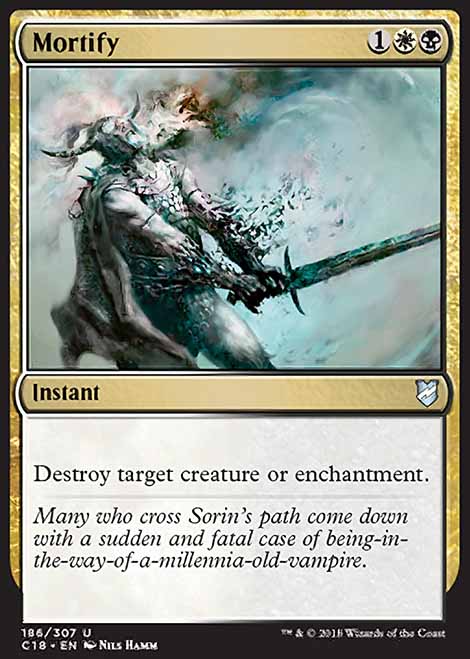 Mortify 1
Instant
Destroy target creature or enchantment.
Many who cross Sorin's path come down
with a sudden and fatal case of being-in-
the-way-of-a-millennia-old-vampire.
186/307 U
C18 • EN Nils Hamm
™ & © 2018 Wizards of the Coast